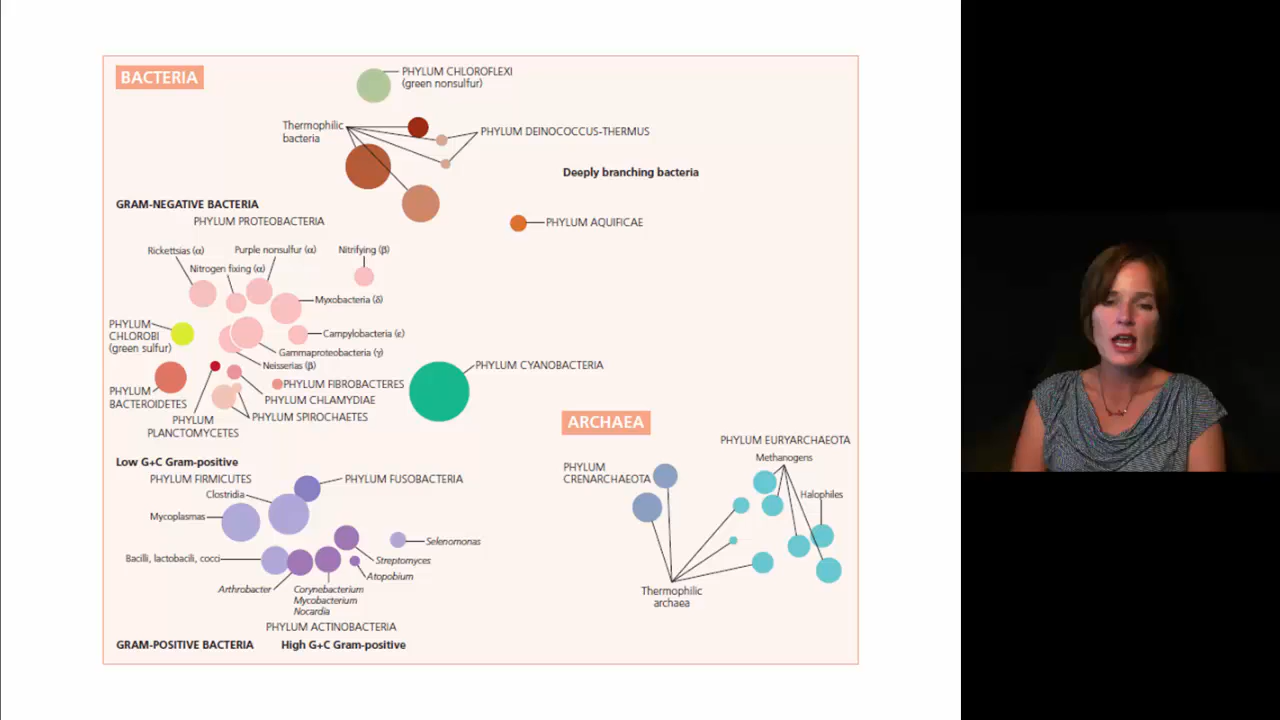 BACTERIA
PHYLUM CHLOROFLEXI
(green nonsulfur)
Thermophilic
bacteria
PHYLUM DEINOCOCCUS-THERMUS
Deeply branching bacteria
GRAM-NEGATIVE BACTERIA
PHYLUM PROTEOBACTERIA
PHYLUM AQUIFICAE
Rickettsias (α)
Purple nonsulfur (α)
Nitrifying (β)
Nitrogen fixing (α)
Myxobacteria (δ)
PHYLUM
CHLOROBI
(green sulfur)
Campylobacteria (ε)
Gammaproteobacteria (γ)
Neisserias (β)
PHYLUM CYANOBACTERIA
PHYLUM
BACTEROIDETES
PHYLUM FIBROBACTERES
PHYLUM CHLAMYDIAE
PHYLUM SPIROCHAETES
PHYLUM
PLANCTOMYCETES
ARCHAEA
PHYLUM EURYARCHAEOTA
Methanogens
PHYLUM
CRENARCHAEOTA
Halophiles
Thermophilic
archaea
Low G+C Gram-positive
PHYLUM FIRMICUTES
PHYLUM FUSOBACTERIA
Clostridia
Mycoplasmas
Selenomonas
Bacilli, lactobacilli, cocci
Streptomyces
Atopobium
Arthrobacter
Corynebacterium
Mycobacterium
Nocardia
PHYLUM ACTINOBACTERIA
GRAM-POSITIVE BACTERIA
High G+C Gram-positive